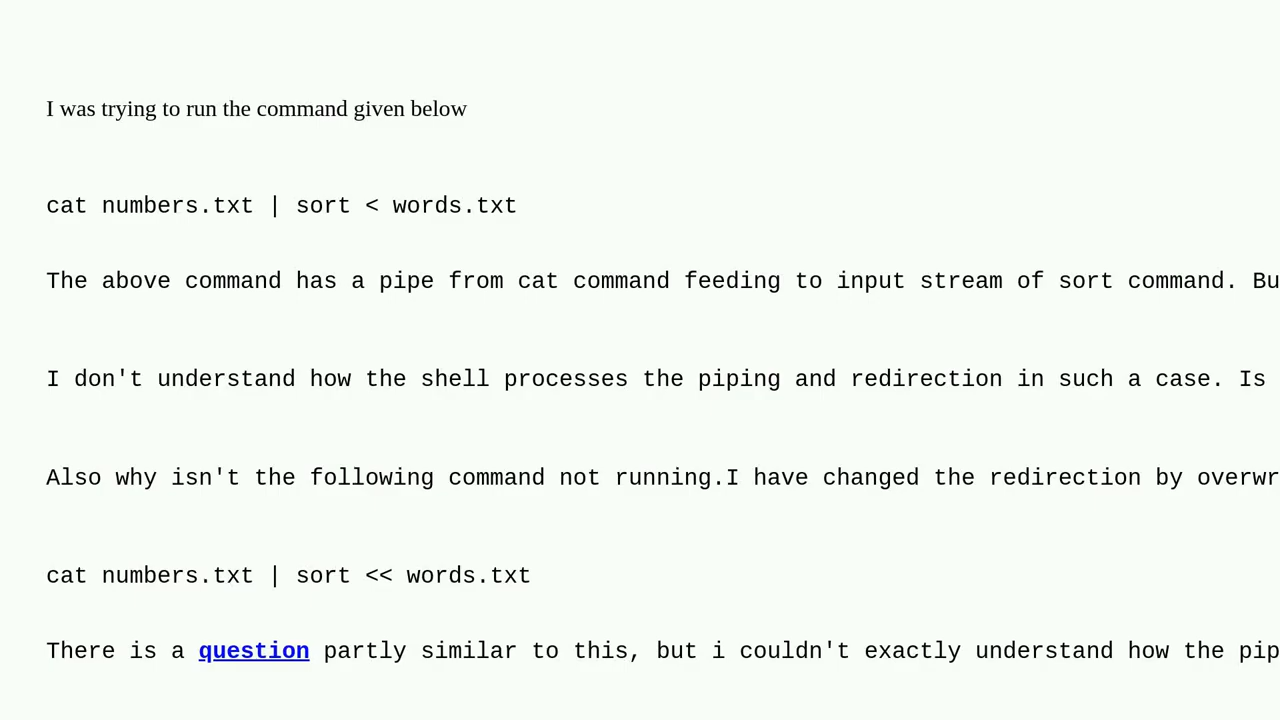 I was trying to run the command given below
cat numbers.txt | sort < words.txt
The above command has a pipe from cat command feeding to input stream of sort command. Bu
I don't understand how the shell processes the piping and redirection in such a case. Is
Also why isn't the following command not running.I have changed the redirection by overwr
cat numbers.txt | sort << words.txt
There is a question partly similar to this, but i couldn't exactly understand how the pip